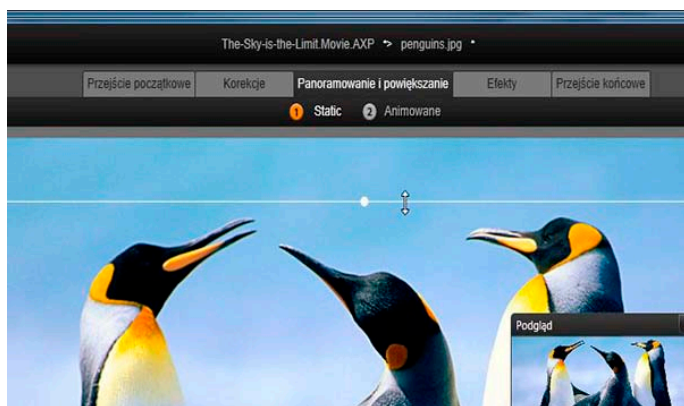 The-Sky-is-the-Limit.Movie.AXP penguins.jpg
Przejście początkowe Korekcje Panoramowanie i powiększanie Efekty Przejście końcowe
1 Static 2 Animowane
Podgląd